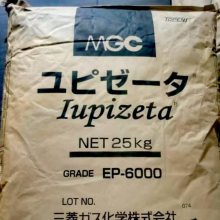 MGC
ユピゼータ
Iupizeta
NET 25kg
GRADE EP-6000
LOT NO.
三菱ガス化学株式会社